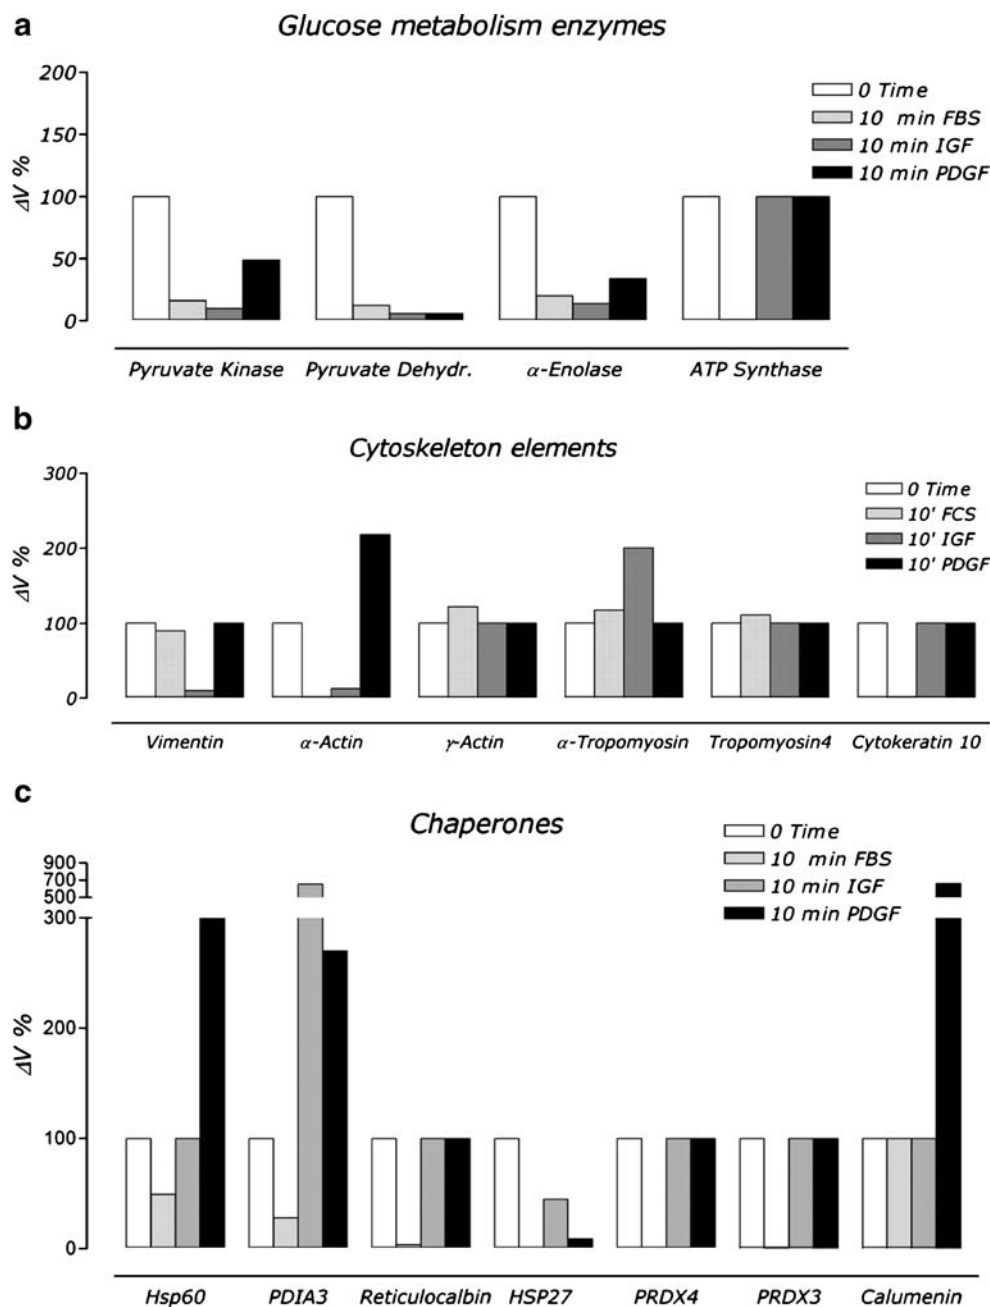 a
Glucose metabolism enzymes
200
150
100
50
0
ΔV %
0 Time
10 min FBS
10 min IGF
10 min PDGF
Pyruvate Kinase
Pyruvate Dehydr.
α-Enolase
ATP Synthase
b
Cytoskeleton elements
300
200
100
0
ΔV %
0 Time
10' FCS
10' IGF
10' PDGF
Vimentin
α-Actin
γ-Actin
α-Tropomyosin
Tropomyosin4
Cytokeratin 10
c
Chaperones
900
700
500
300
200
100
0
ΔV %
0 Time
10 min FBS
10 min IGF
10 min PDGF
Hsp60
PDIA3
Reticulocalbin
HSP27
PRDX4
PRDX3
Calumenin